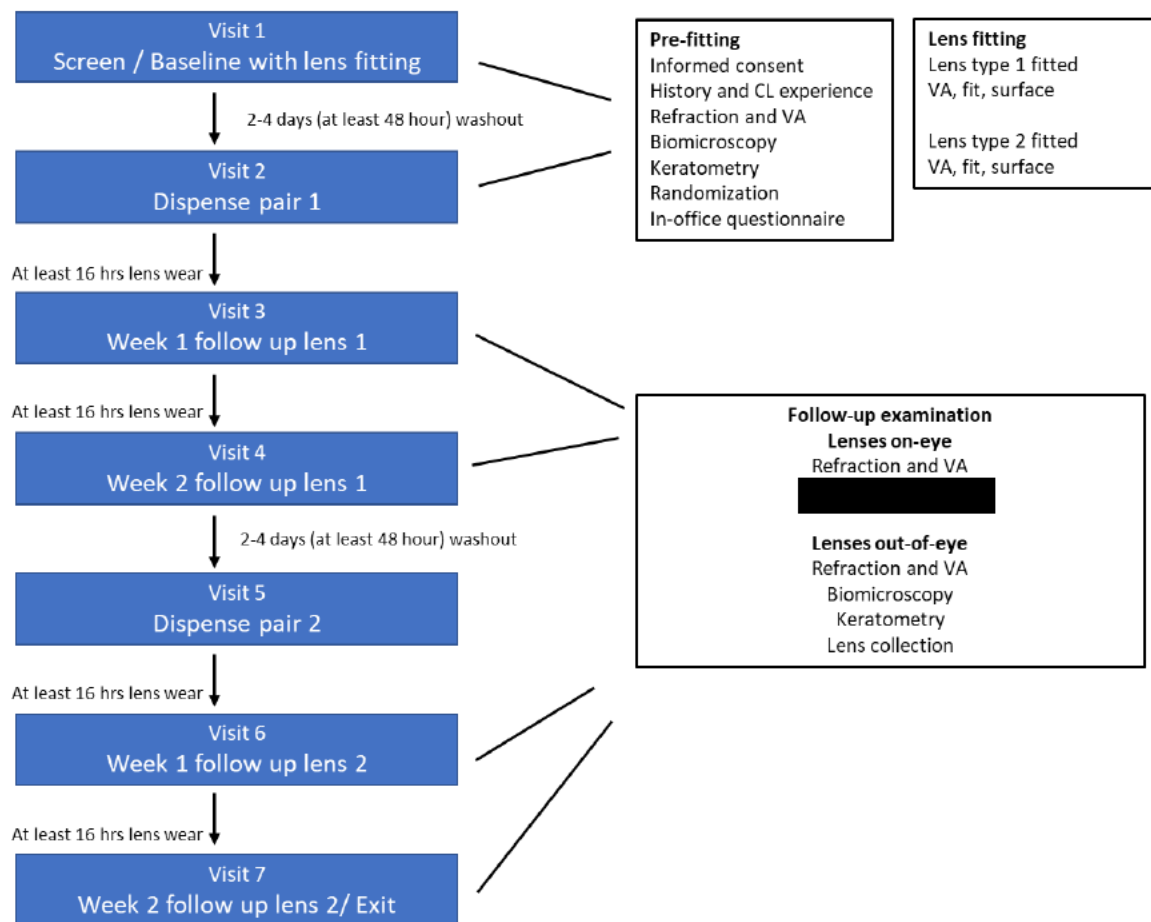 Visit 1
Screen / Baseline with lens fitting
2-4 days (at least 48 hour) washout
Visit 2
Dispense pair 1
At least 16 hrs lens wear
Visit 3
Week 1 follow up lens 1
At least 16 hrs lens wear
Visit 4
Week 2 follow up lens 1
2-4 days (at least 48 hour) washout
Visit 5
Dispense pair 2
At least 16 hrs lens wear
Visit 6
Week 1 follow up lens 2
At least 16 hrs lens wear
Visit 7
Week 2 follow up lens 2/ Exit
Pre-fitting
Informed consent
History and CL experience
Refraction and VA
Biomicroscopy
Keratometry
Randomization
In-office questionnaire
Lens fitting
Lens type 1 fitted
VA, fit, surface
Lens type 2 fitted
VA, fit, surface
Follow-up examination
Lenses on-eye
Refraction and VA
Lenses out-of-eye
Refraction and VA
Biomicroscopy
Keratometry
Lens collection